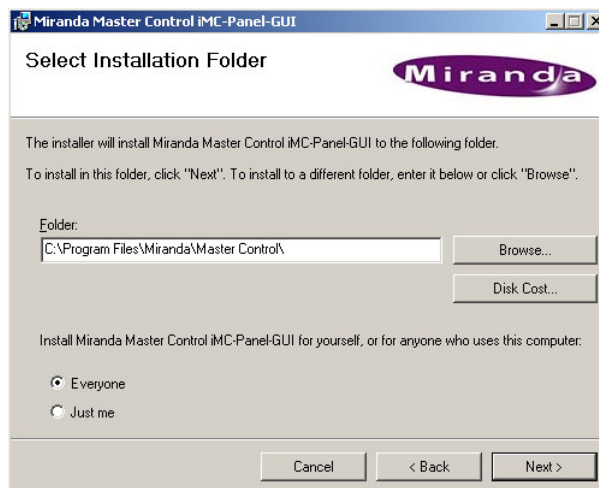 Miranda Master Control iMC-Panel-GUI
Select Installation Folder
Miranda
The installer will install Miranda Master Control iMC-Panel-GUI to the following folder.
To install in this folder, click "Next". To install to a different folder, enter it below or click "Browse".
Folder:
C:\Program Files\Miranda\Master Control\
Browse...
Disk Cost...
Install Miranda Master Control iMC-Panel-GUI for yourself, or for anyone who uses this computer:
Everyone
Just me
Cancel
< Back
Next >